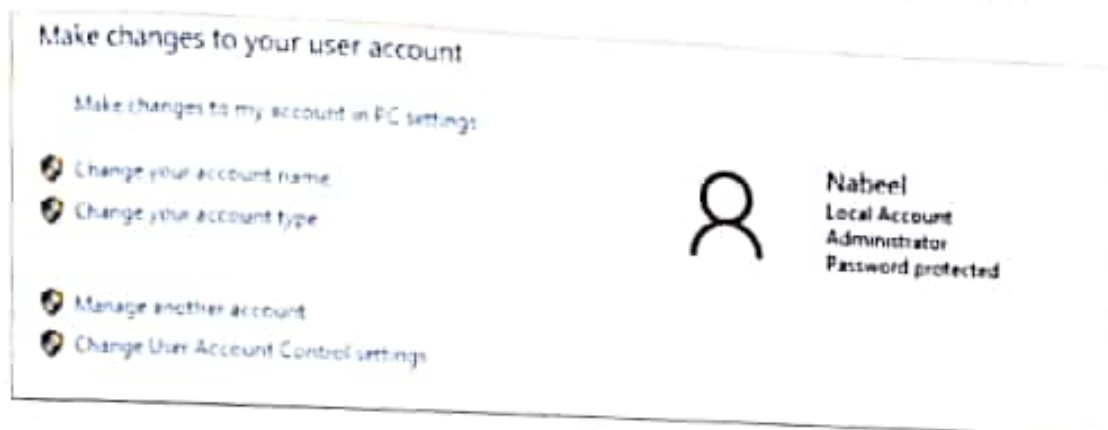 Make changes to your user account
Make changes to my account in PC settings
Change your account name
Change your account type
Manage another account
Change User Account Control settings
Nabeel
Local Account
Administrator
Password protected